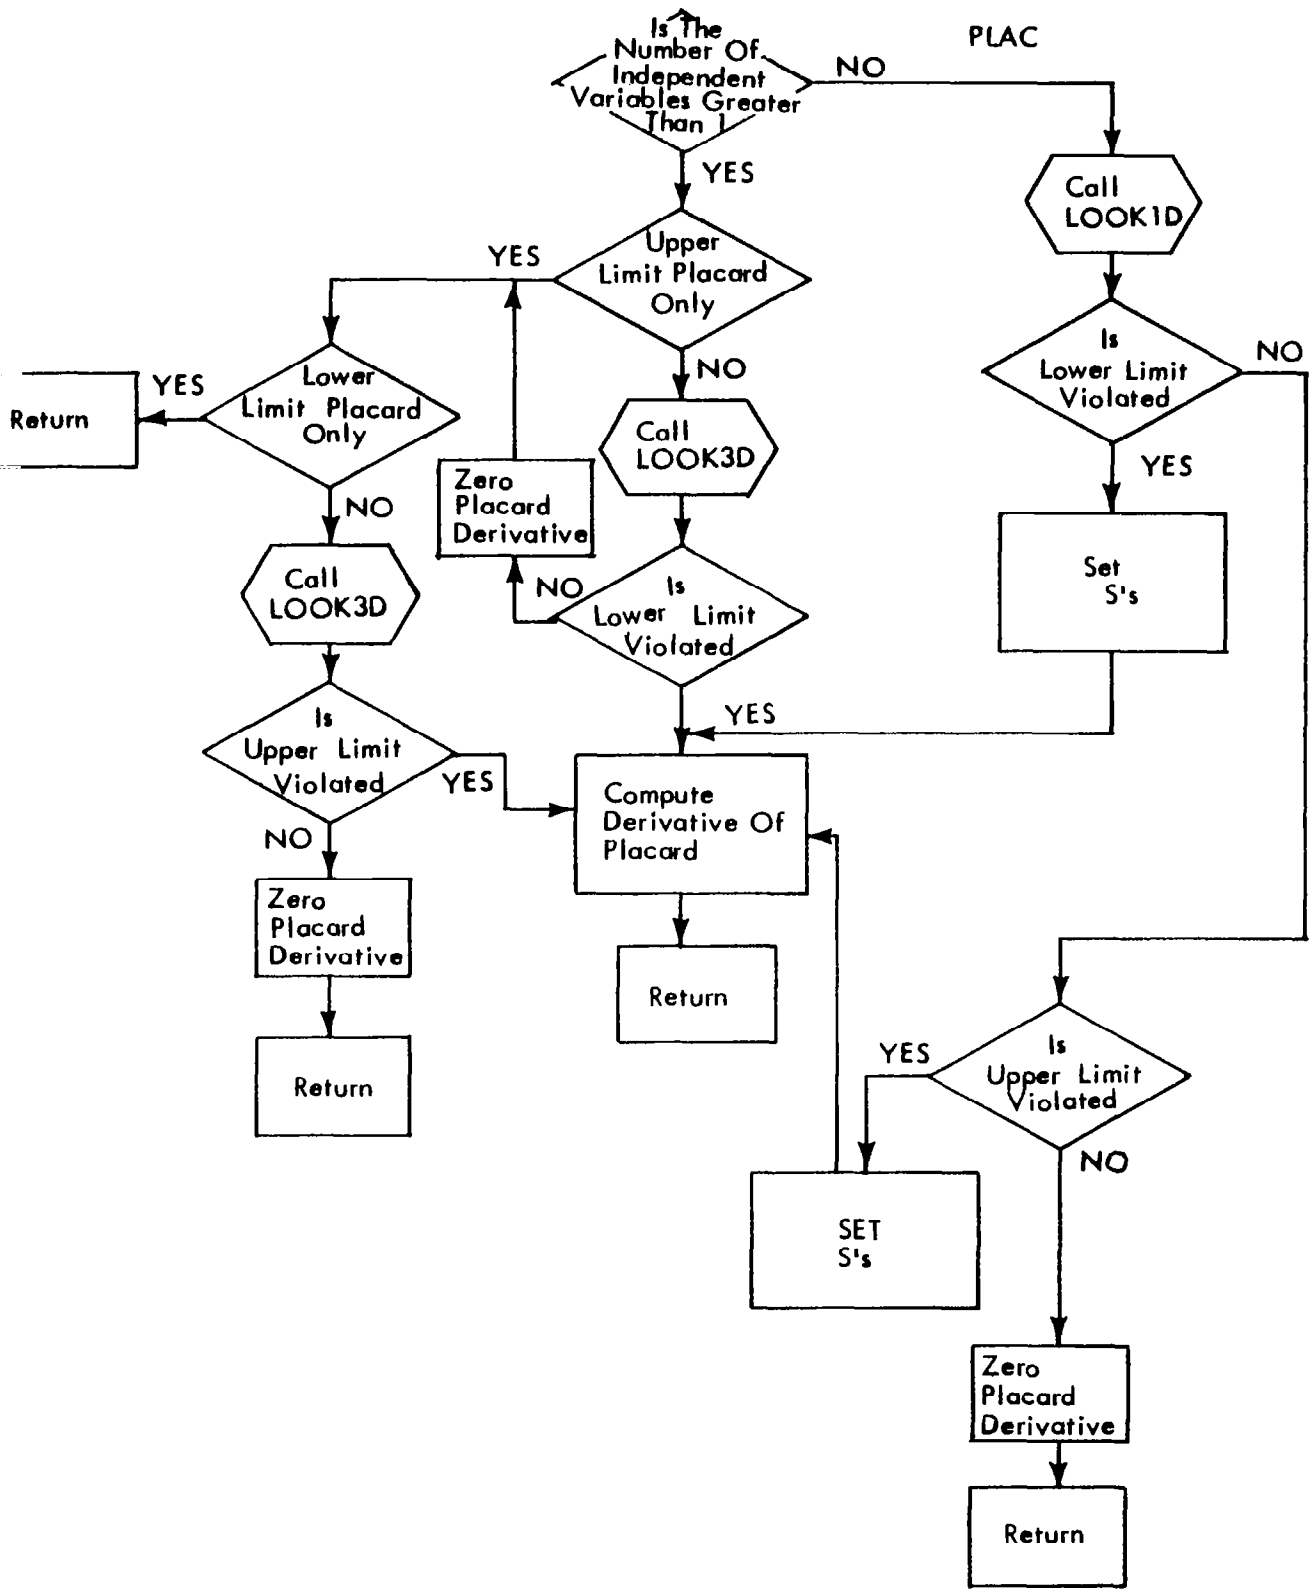 PLAC
Is The
Number Of
Independent
Variables Greater
Than 1
NO
YES
Call
LOOK1D
Upper
Limit Placard
Only
YES
NO
Is
Lower Limit
Violated
NO
YES
Lower
Limit Placard
Only
YES
Return
NO
Call
LOOK3D
Zero
Placard
Derivative
Call
LOOK3D
NO
Is
Lower Limit
Violated
YES
Set
S's
Is
Upper Limit
Violated
YES
NO
Compute
Derivative Of
Placard
Zero
Placard
Derivative
Return
Return
Is
Upper Limit
Violated
YES
NO
SET
S's
Zero
Placard
Derivative
Return